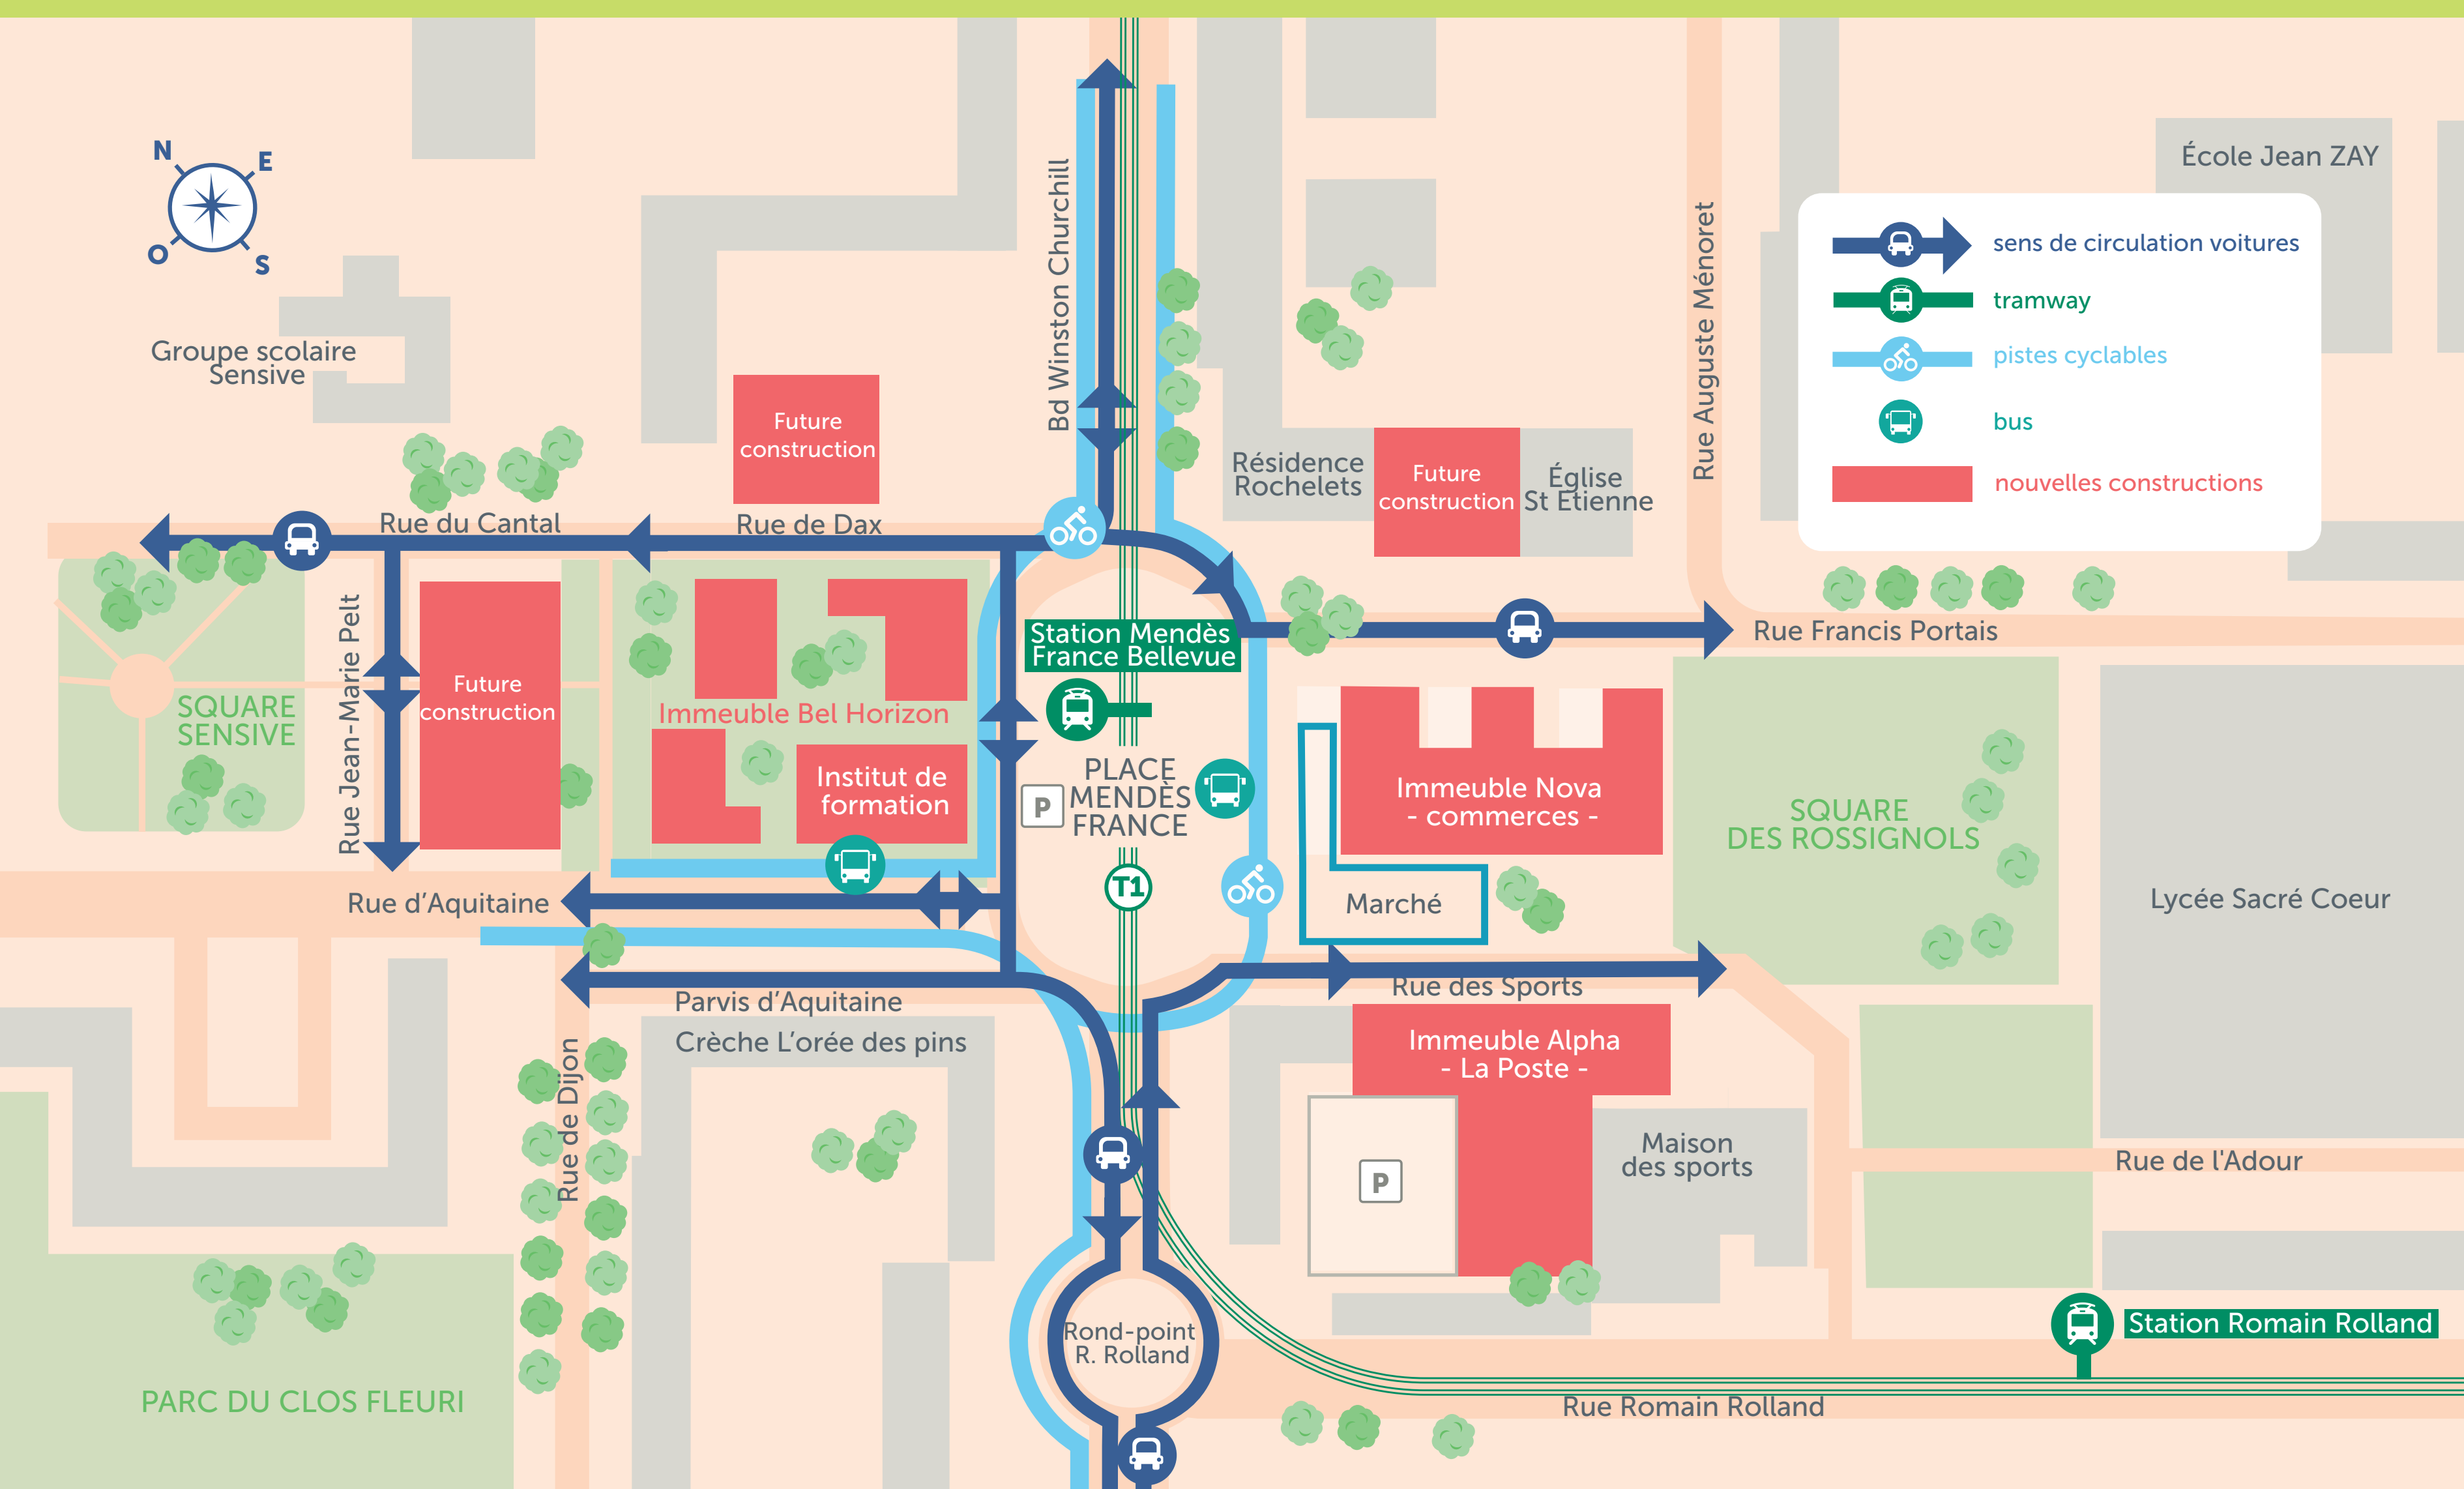 N
E
O
S
École Jean ZAY
sens de circulation voitures
tramway
pistes cyclables
bus
nouvelles constructions
Groupe scolaire
Sensive
Bd Winston Churchill
Rue Auguste Ménoret
Future
construction
Résidence
Rochelets
Future
construction
Église
St Etienne
Rue du Cantal
Rue de Dax
Station Mendès
France Bellevue
Rue Francis Portais
Rue Jean-Marie Pelt
SQUARE
SENSIVE
Future
construction
Immeuble Bel Horizon
Institut de
formation
P
PLACE
MENDÈS
FRANCE
T1
Immeuble Nova
- commerces -
SQUARE
DES ROSSIGNOLS
Marché
Lycée Sacré Coeur
Rue d’Aquitaine
Parvis d’Aquitaine
Rue des Sports
Crèche L’orée des pins
Immeuble Alpha
- La Poste -
Rue de Dijon
P
Maison
des sports
Rue de l'Adour
Rond-point
R. Rolland
Station Romain Rolland
PARC DU CLOS FLEURI
Rue Romain Rolland